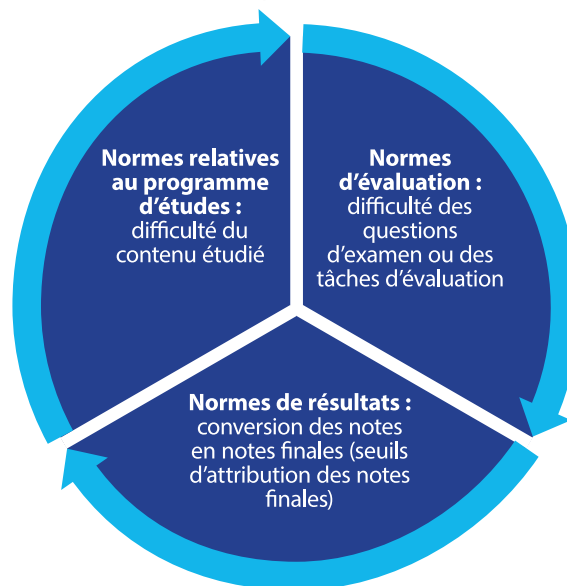 Normes relatives
au programme
d’études :
difficulté du
contenu étudié
Normes
d’évaluation :
difficulté des
questions
d’examen ou des
tâches d’évaluation
Normes de résultats :
conversion des notes
en notes finales (seuils
d’attribution des notes
finales)